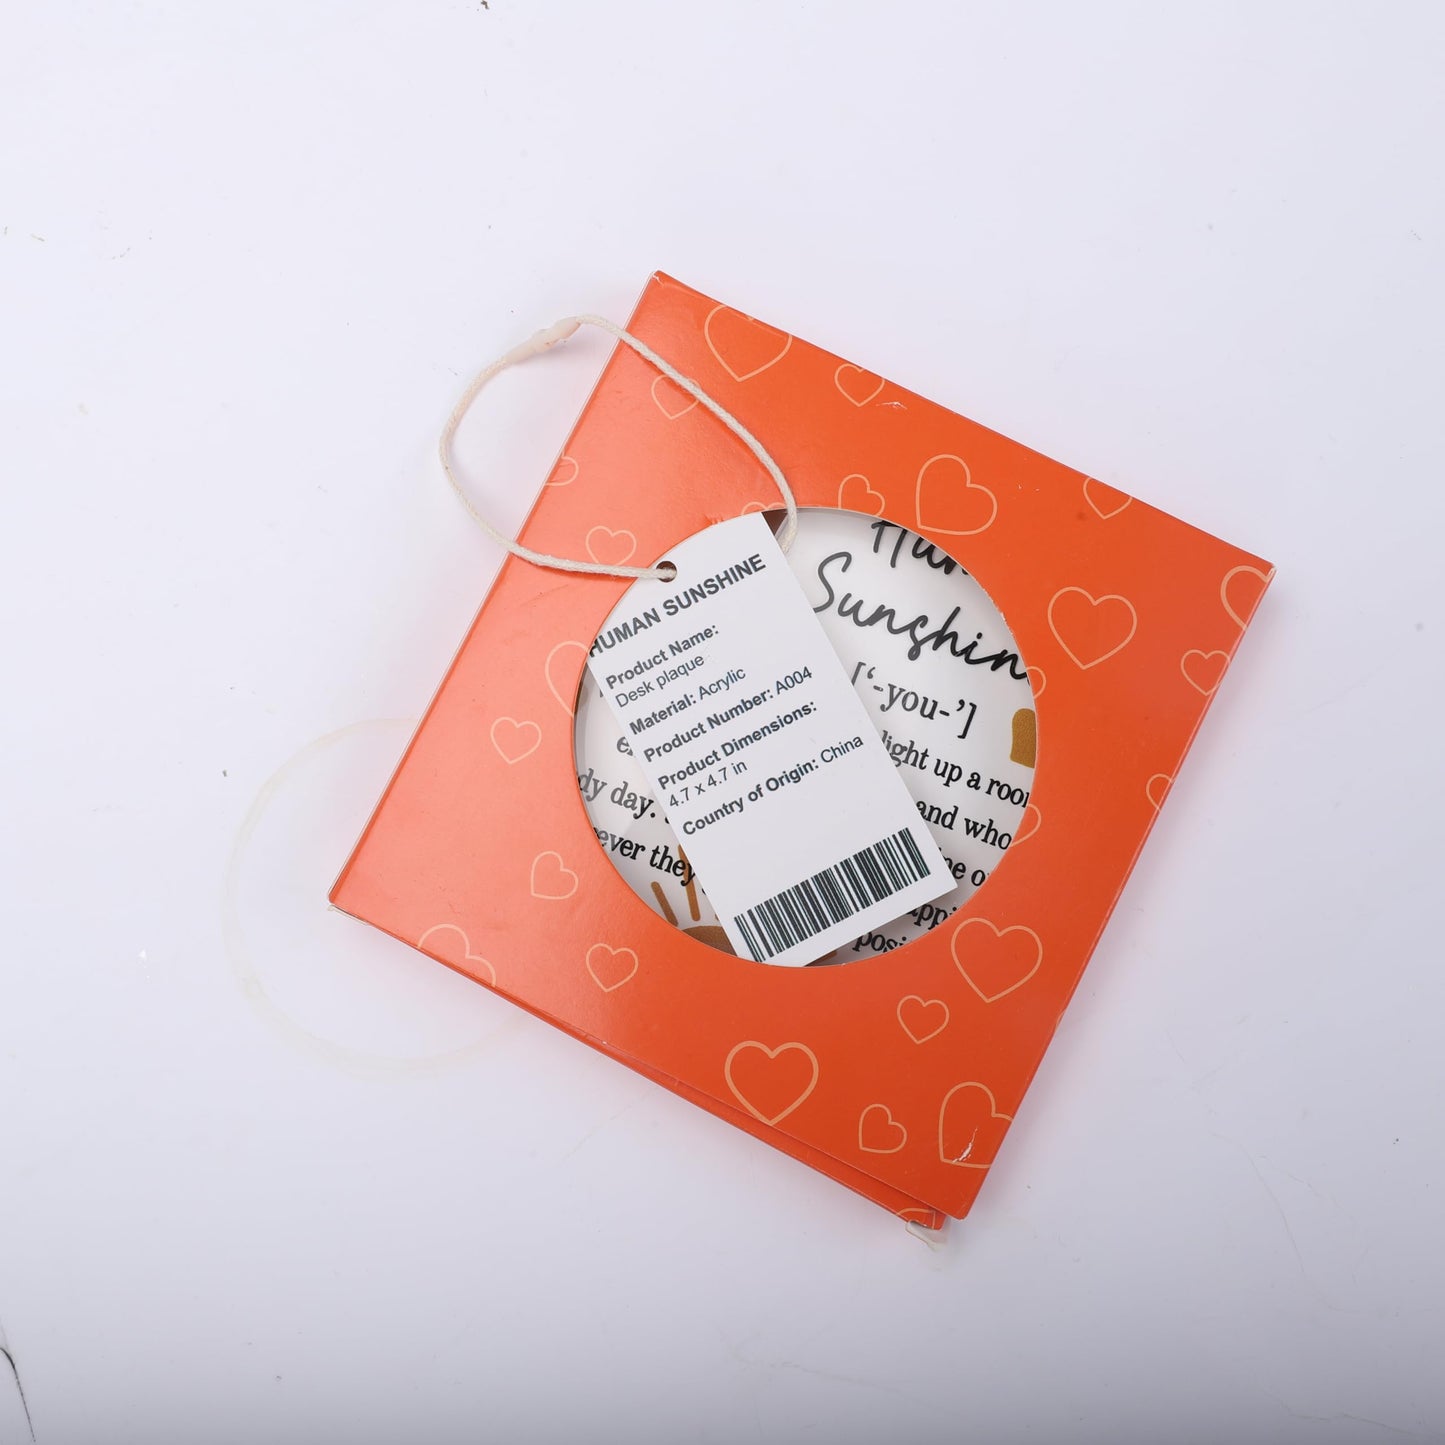 HUMAN SUNSHINE
Product Name:
Desk plaque
Material: Acrylic
Product Number: A004
Product Dimensions:
4.7 x 4.7 in
Country of Origin: China
Sunshin
['-you-']
light up a roo
day.
and who
ever they